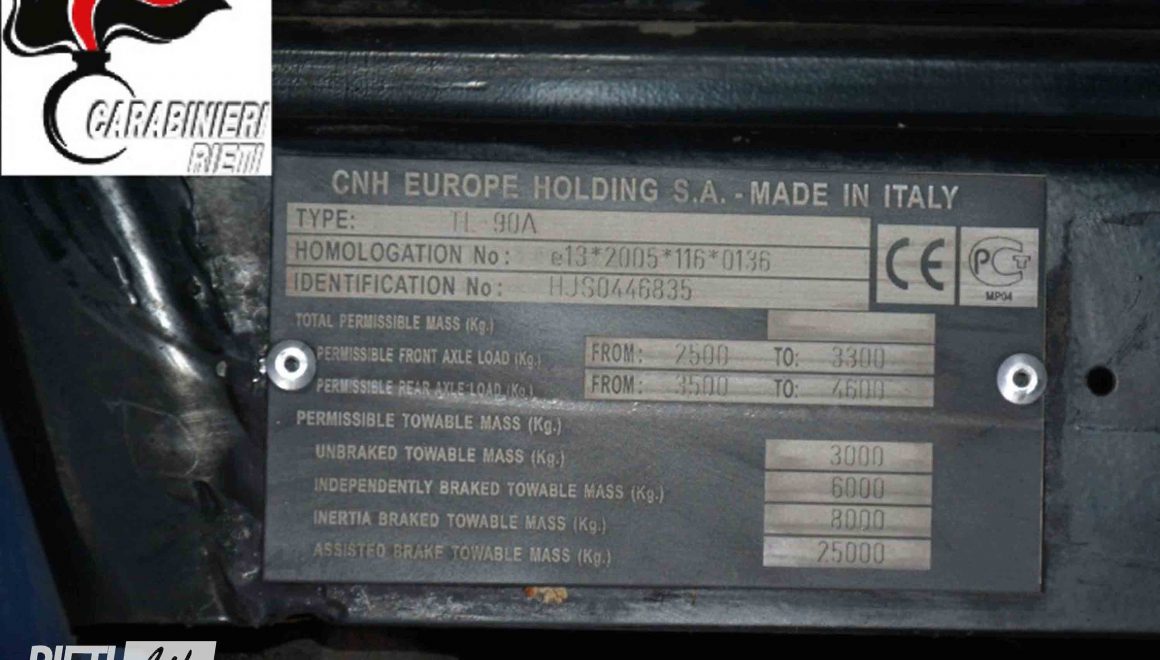 CARABINIERI
RIETI
CNH EUROPE HOLDING S.A. - MADE IN ITALY
TYPE: TL-90A
HOMOLOGATION No: e13*2005*116*0136
IDENTIFICATION No: HJS0446835
CE PCT
MP04
TOTAL PERMISSIBLE MASS (Kg.)
PERMISSIBLE FRONT AXLE LOAD (Kg.) FROM: 2500 TO: 3300
PERMISSIBLE REAR AXLE LOAD (Kg.) FROM: 3500 TO: 4600
PERMISSIBLE TOWABLE MASS (Kg.)
UNBRAKED TOWABLE MASS (Kg.) 3000
INDEPENDENTLY BRAKED TOWABLE MASS (Kg.) 6000
INERTIA BRAKED TOWABLE MASS (Kg.) 8000
ASSISTED BRAKE TOWABLE MASS (Kg.) 25000
RIETI